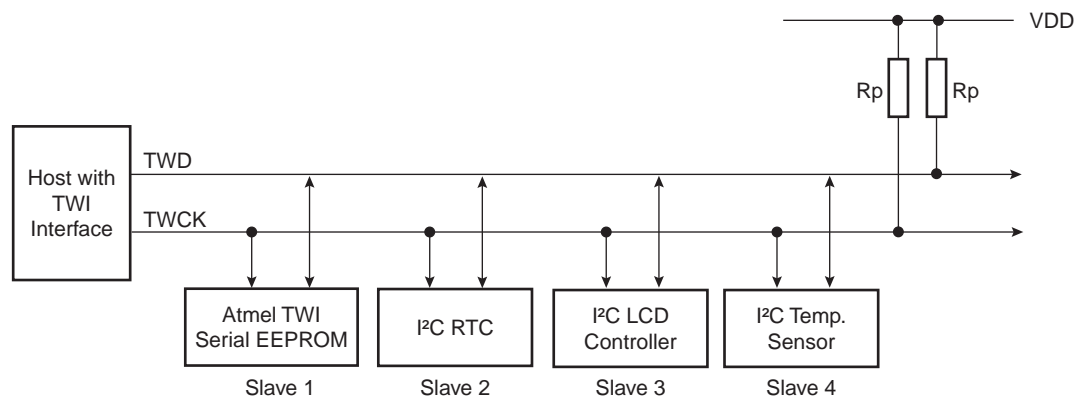 VDD
Rp
Rp
Host with
TWI
Interface
TWD
TWCK
Atmel TWI
Serial EEPROM
I²C RTC
I²C LCD
Controller
I²C Temp.
Sensor
Slave 1
Slave 2
Slave 3
Slave 4